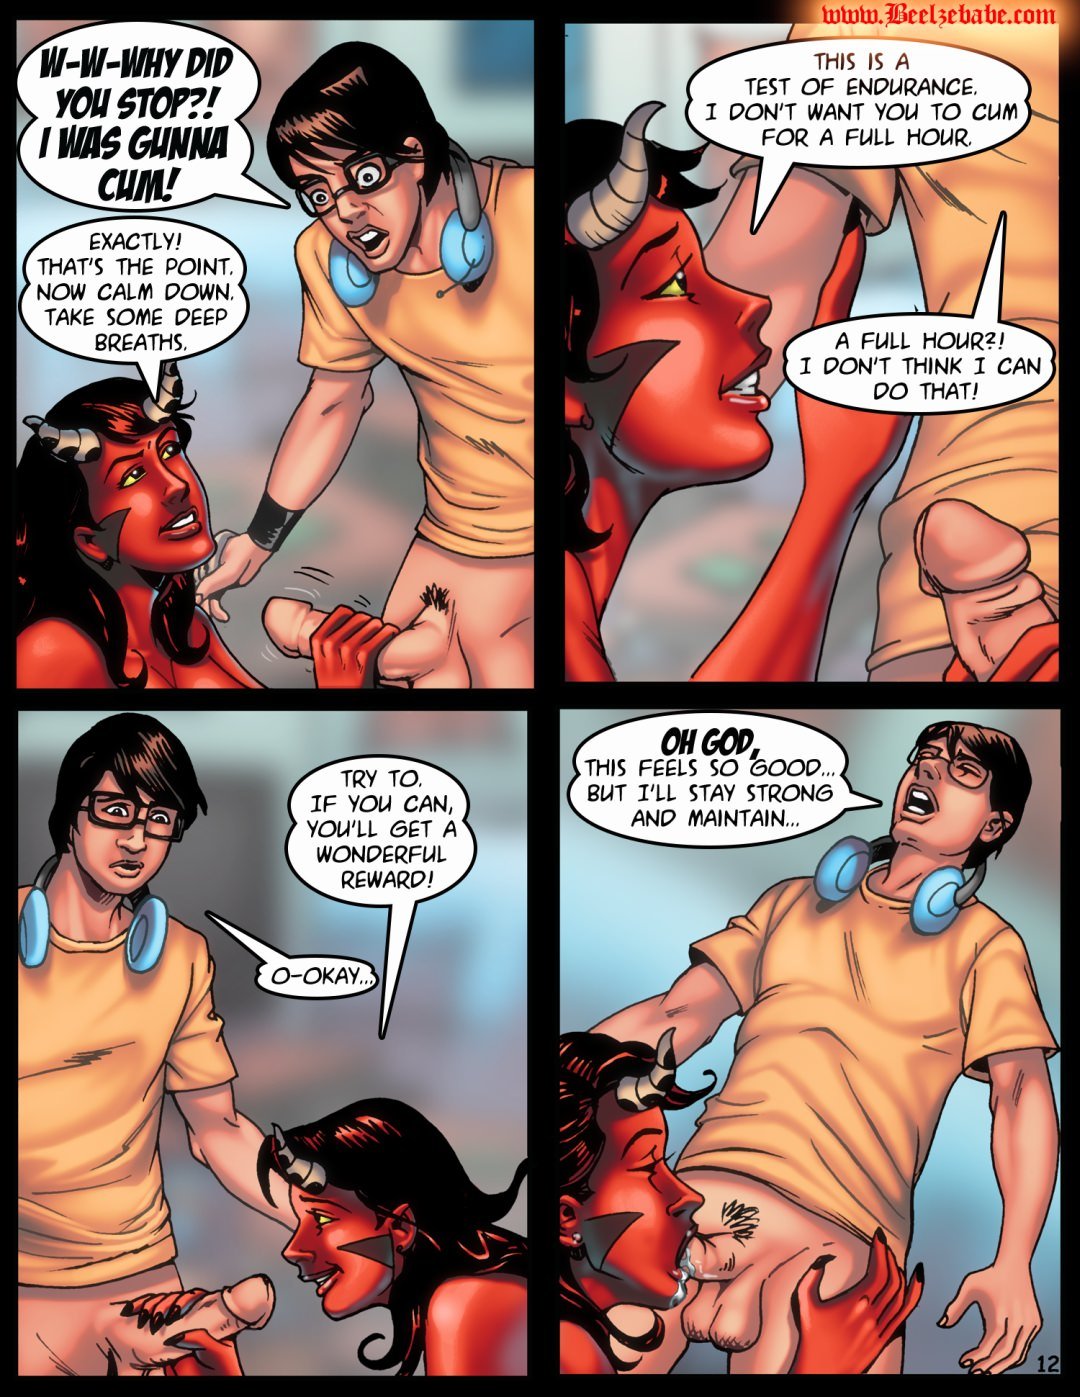 www.Beelzebabe.com
W-W-WHY DID
YOU STOP?!
I WAS GUNNA
CUM!
EXACTLY!
THAT'S THE POINT.
NOW CALM DOWN.
TAKE SOME DEEP
BREATHS.
THIS IS A
TEST OF ENDURANCE.
I DON'T WANT YOU TO CUM
FOR A FULL HOUR.
A FULL HOUR?!
I DON'T THINK I CAN
DO THAT!
TRY TO.
IF YOU CAN,
YOU'LL GET A
WONDERFUL
REWARD!
O-OKAY...
OH GOD,
THIS FEELS SO GOOD...
BUT I'LL STAY STRONG
AND MAINTAIN...
12